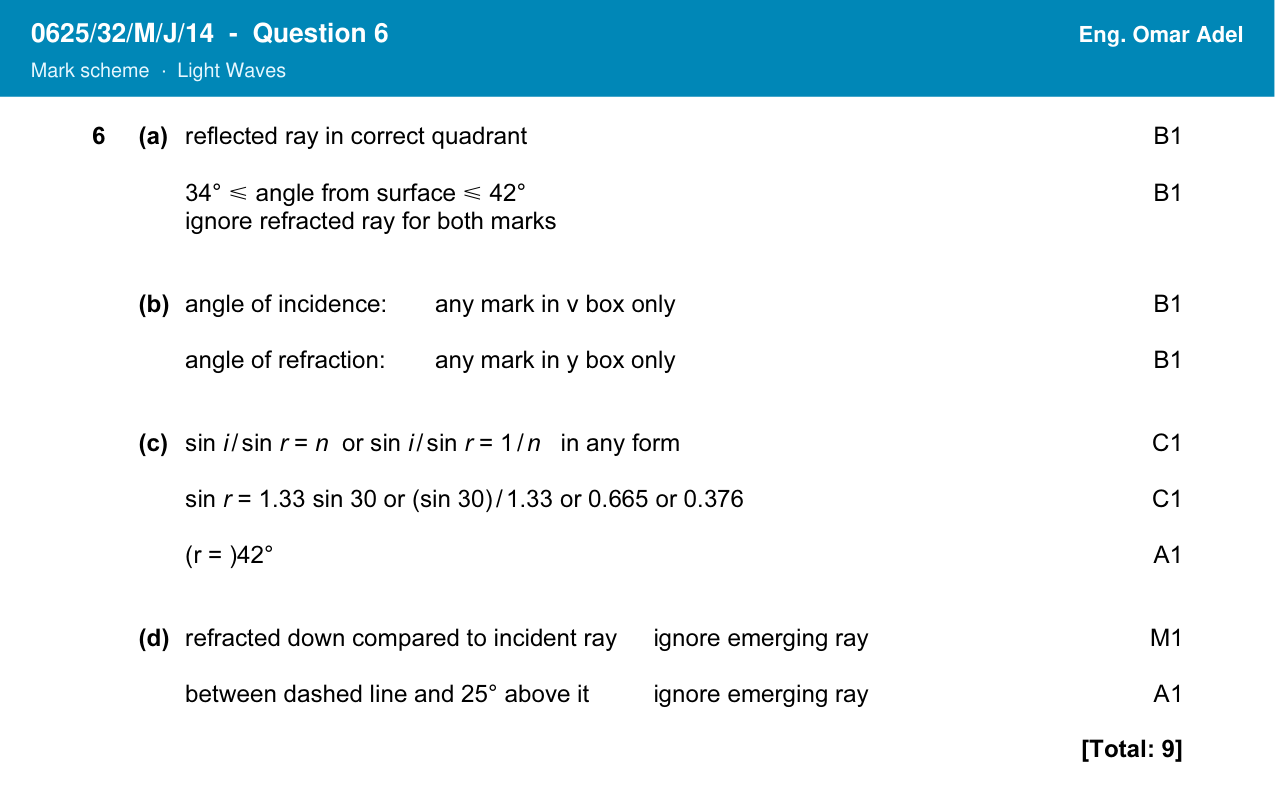 0625/32/M/J/14 - Question 6
Eng. Omar Adel
Mark scheme · Light Waves
6 (a) reflected ray in correct quadrant B1
34° ⩽ angle from surface ⩽ 42° B1
ignore refracted ray for both marks
(b) angle of incidence: any mark in v box only B1
angle of refraction: any mark in y box only B1
(c) sin i/sin r = n or sin i/sin r = 1/n in any form C1
sin r = 1.33 sin 30 or (sin 30)/1.33 or 0.665 or 0.376 C1
(r = )42° A1
(d) refracted down compared to incident ray ignore emerging ray M1
between dashed line and 25° above it ignore emerging ray A1
[Total: 9]